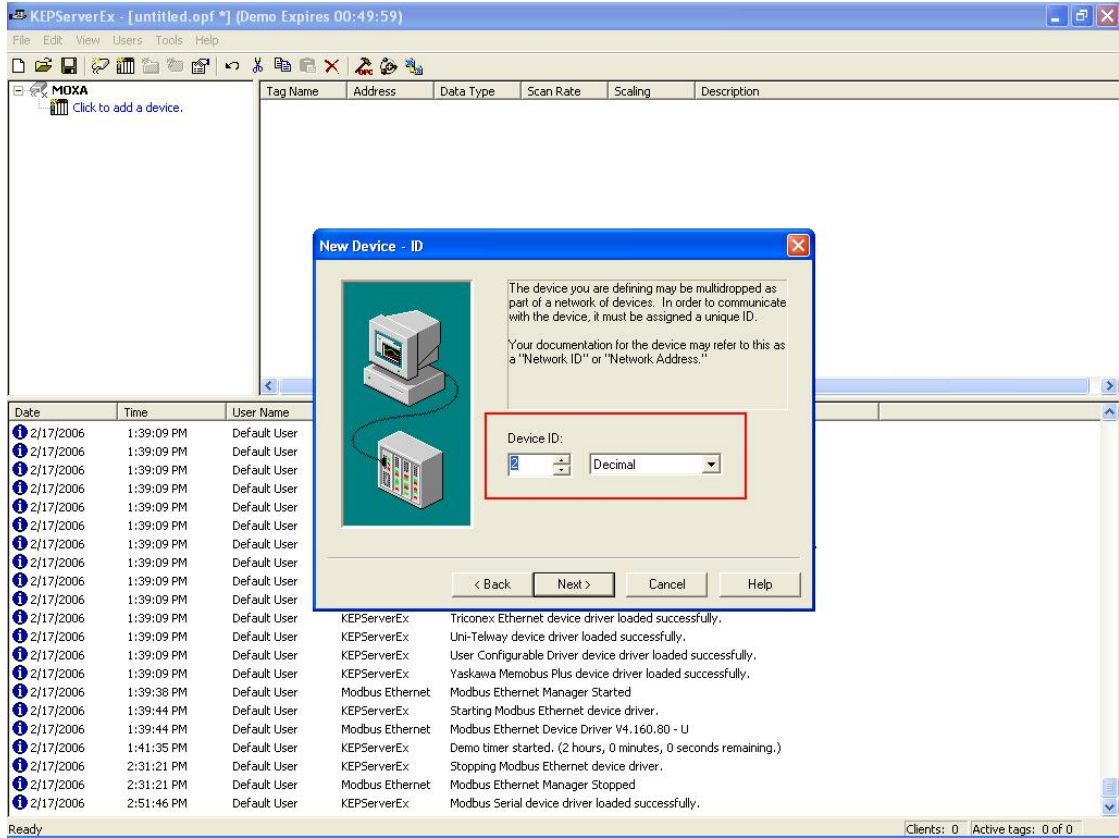 KEPServerEx - [untitled.opf *] (Demo Expires 00:49:59)
File Edit View Users Tools Help
MOXA
Click to add a device.
Tag Name Address Data Type Scan Rate Scaling Description
New Device - ID
The device you are defining may be multidropped as
part of a network of devices. In order to communicate
with the device, it must be assigned a unique ID.
Your documentation for the device may refer to this as
a "Network ID" or "Network Address."
Device ID:
2 Decimal
< Back Next > Cancel Help
Date Time User Name
2/17/2006 1:39:09 PM Default User
2/17/2006 1:39:09 PM Default User
2/17/2006 1:39:09 PM Default User
2/17/2006 1:39:09 PM Default User
2/17/2006 1:39:09 PM Default User
2/17/2006 1:39:09 PM Default User
2/17/2006 1:39:09 PM Default User
2/17/2006 1:39:09 PM Default User
2/17/2006 1:39:09 PM Default User
2/17/2006 1:39:09 PM Default User
2/17/2006 1:39:09 PM Default User KEPServerEx Triconex Ethernet device driver loaded successfully.
2/17/2006 1:39:09 PM Default User KEPServerEx Uni-Telway device driver loaded successfully.
2/17/2006 1:39:09 PM Default User KEPServerEx User Configurable Driver device driver loaded successfully.
2/17/2006 1:39:09 PM Default User KEPServerEx Yaskawa Memobus Plus device driver loaded successfully.
2/17/2006 1:39:38 PM Default User Modbus Ethernet Modbus Ethernet Manager Started
2/17/2006 1:39:44 PM Default User KEPServerEx Starting Modbus Ethernet device driver.
2/17/2006 1:39:44 PM Default User Modbus Ethernet Modbus Ethernet Device Driver V4.160.80 - U
2/17/2006 1:41:35 PM Default User KEPServerEx Demo timer started. (2 hours, 0 minutes, 0 seconds remaining.)
2/17/2006 2:31:21 PM Default User KEPServerEx Stopping Modbus Ethernet device driver.
2/17/2006 2:31:21 PM Default User Modbus Ethernet Modbus Ethernet Manager Stopped
2/17/2006 2:51:46 PM Default User KEPServerEx Modbus Serial device driver loaded successfully.
Ready Clients: 0 Active tags: 0 of 0